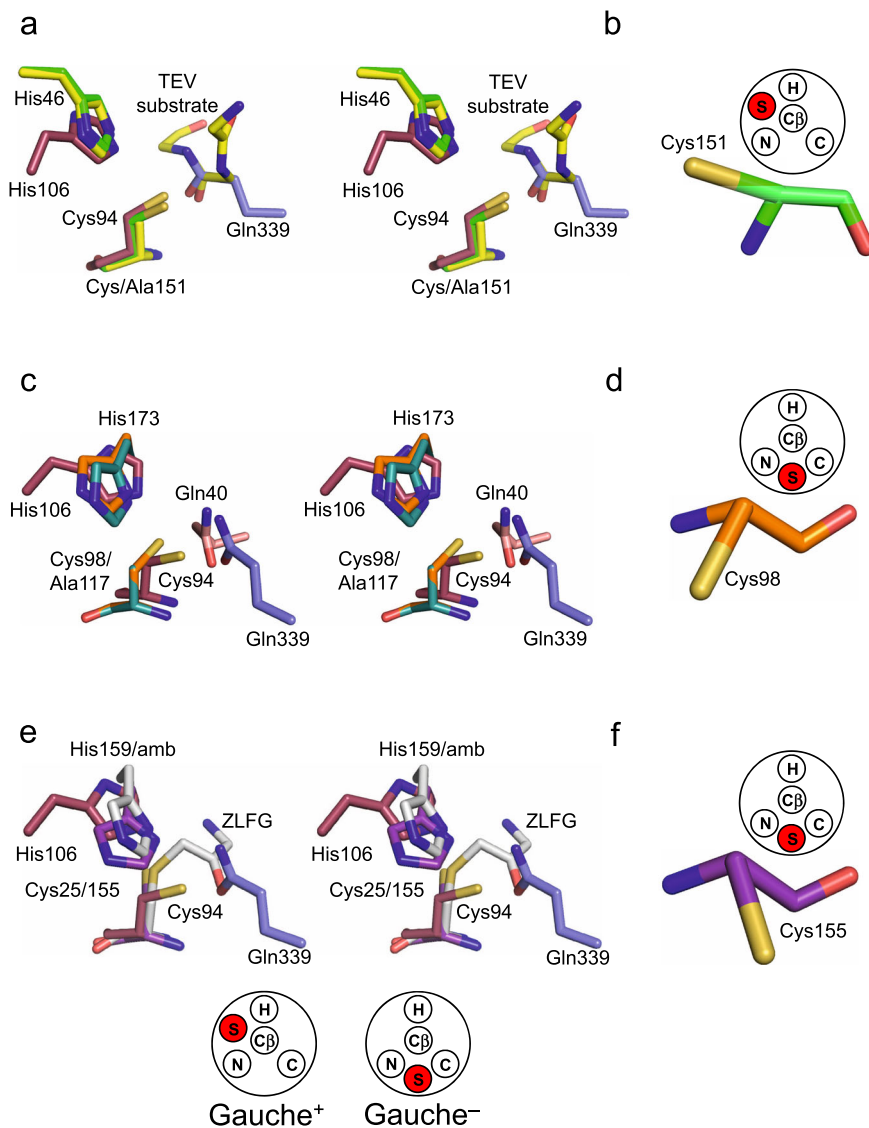 a
b
His46
TEV
substrate
His106
Cys94
Gln339
Cys/Ala151
His46
TEV
substrate
His106
Cys94
Gln339
Cys/Ala151
H
S
Cβ
N
C
Cys151
c
d
His173
His106
Gln40
Cys98/
Ala117
Cys94
Gln339
His173
His106
Gln40
Cys98/
Ala117
Cys94
Gln339
H
Cβ
N
C
S
Cys98
e
f
His159/amb
ZLFG
His106
Cys25/155
Cys94
Gln339
His159/amb
ZLFG
His106
Cys25/155
Cys94
Gln339
H
Cβ
N
C
S
Cys155
H
S
Cβ
N
C
Gauche⁺
H
Cβ
N
C
S
Gauche⁻